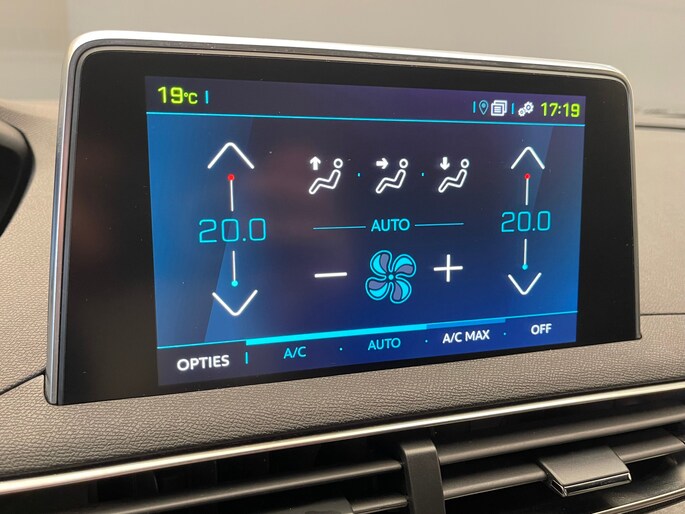 19°C
17:19
20.0
20.0
AUTO
OPTIES A/C AUTO A/C MAX OFF